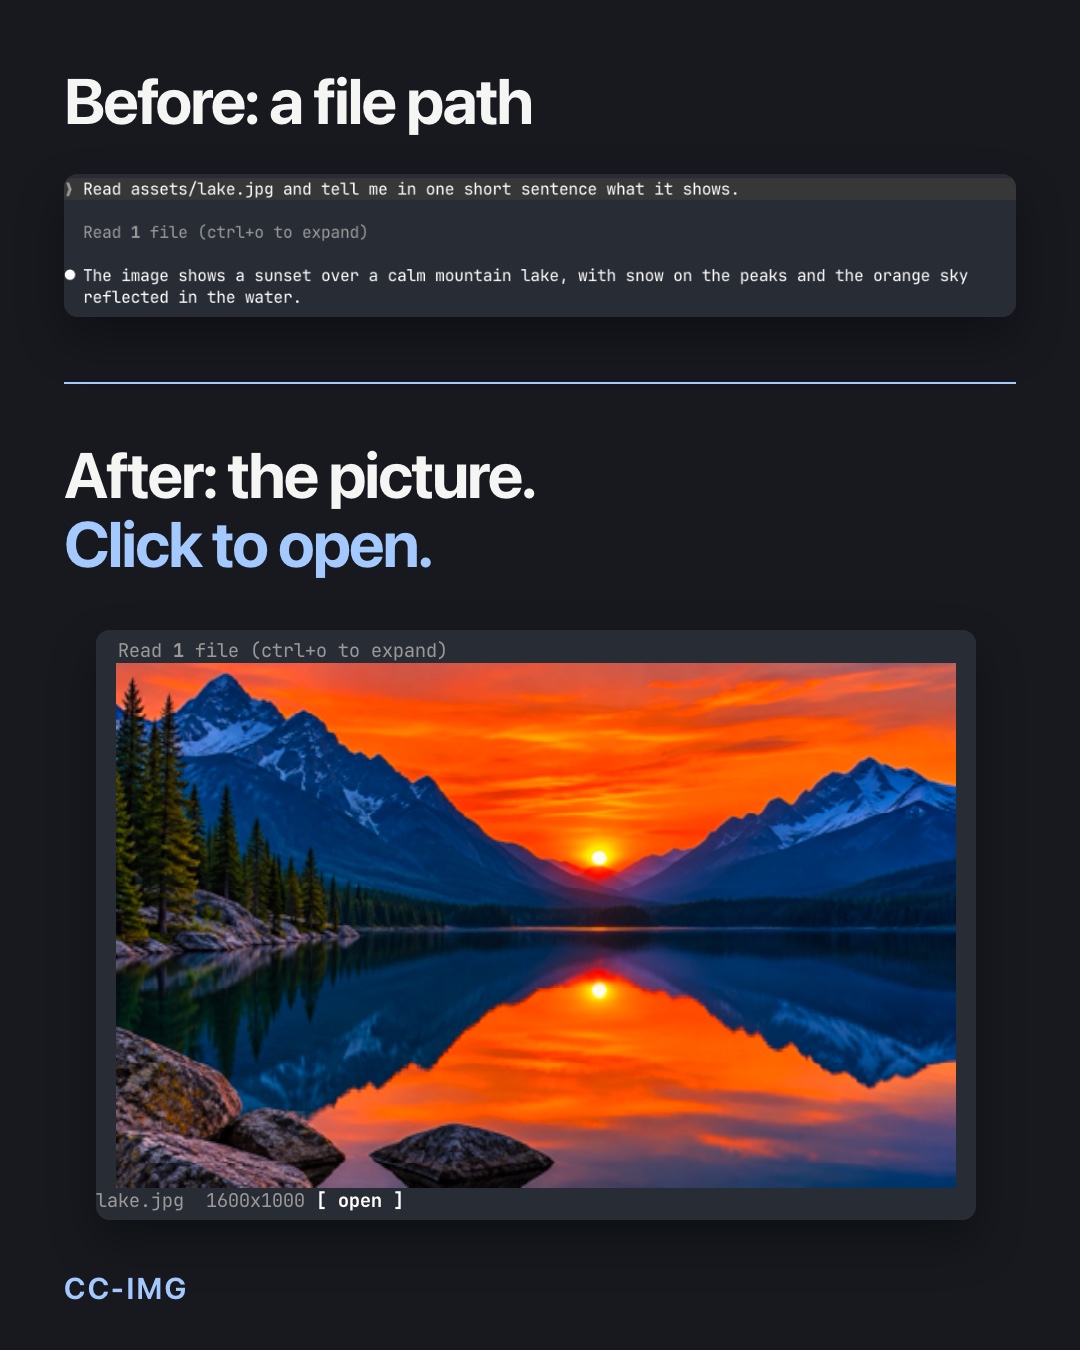 Before: a file path
❯ Read assets/lake.jpg and tell me in one short sentence what it shows.
Read 1 file (ctrl+o to expand)
● The image shows a sunset over a calm mountain lake, with snow on the peaks and the orange sky
reflected in the water.
After: the picture.
Click to open.
Read 1 file (ctrl+o to expand)
lake.jpg 1600x1000 [ open ]
CC-IMG